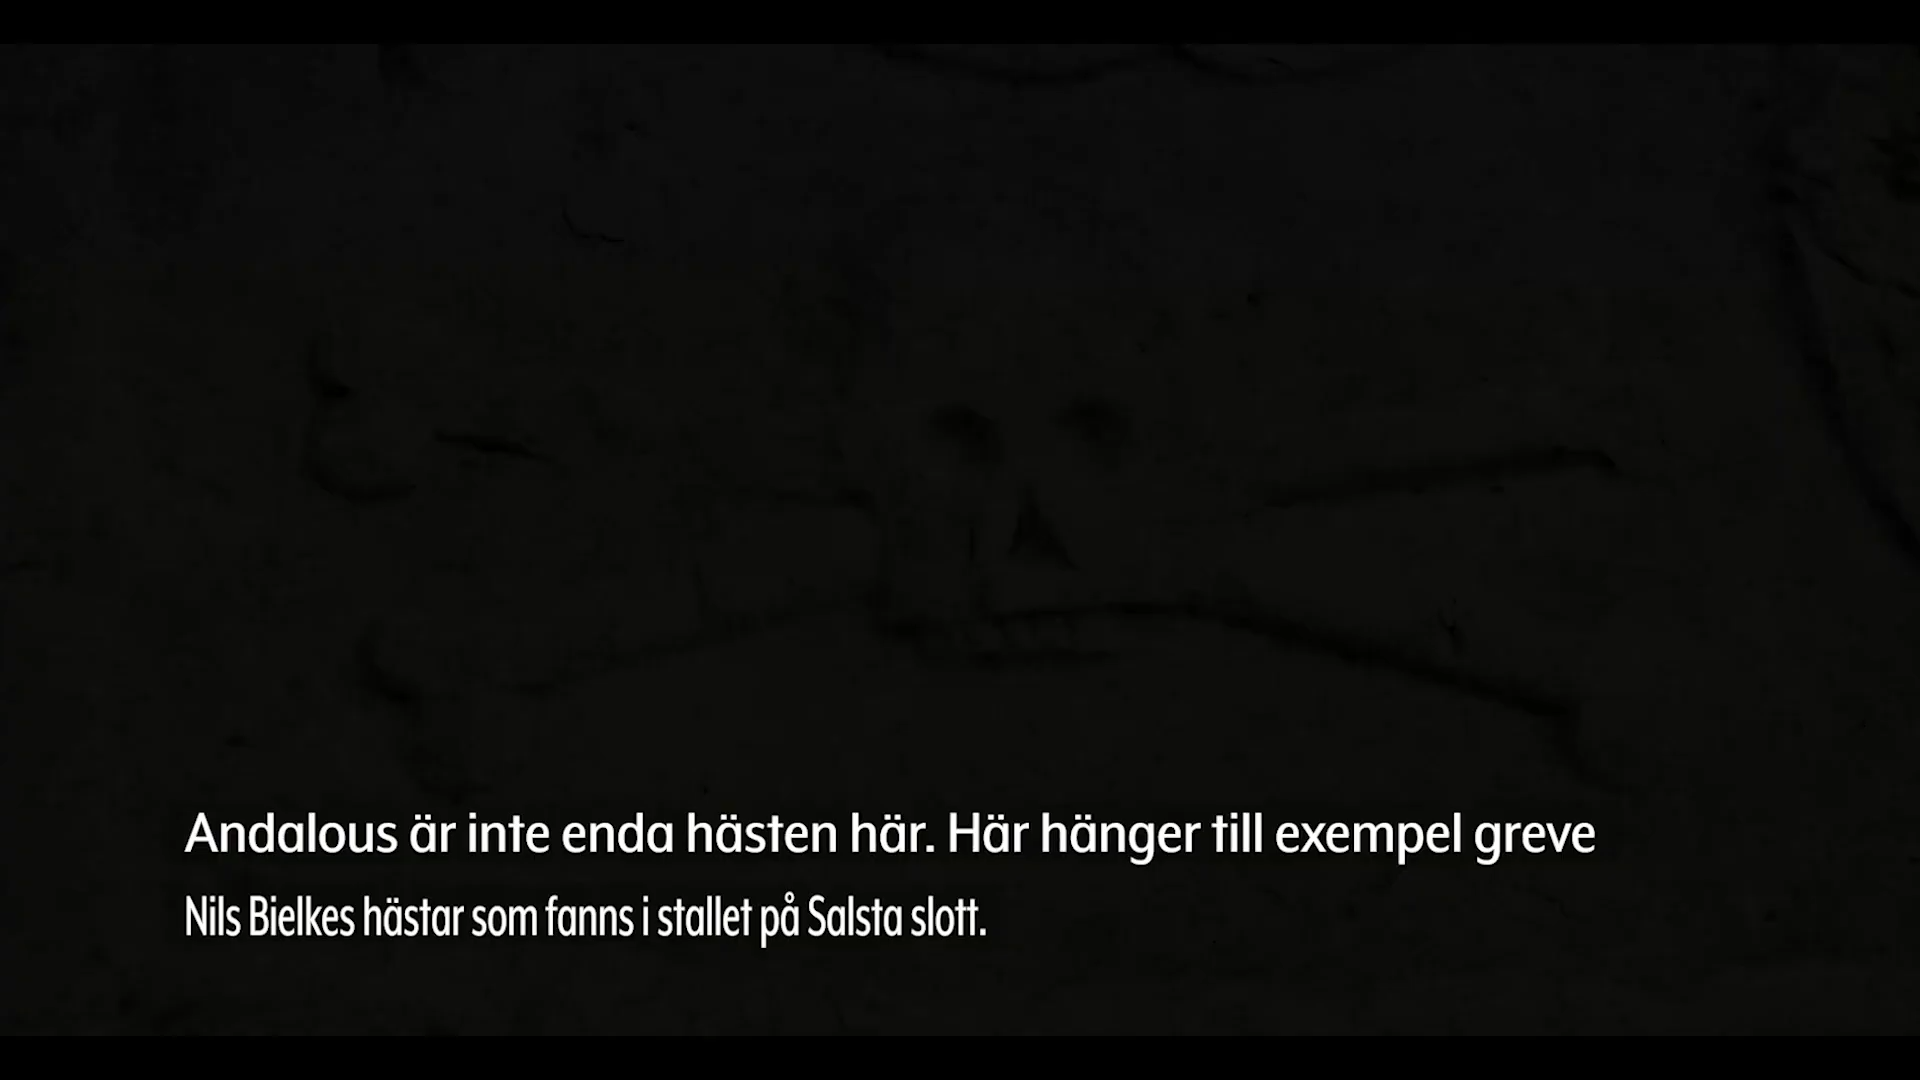 Andalous är inte enda hästen här. Här hänger till exempel greve
Nils Bielkes hästar som fanns i stallet på Salsta slott.